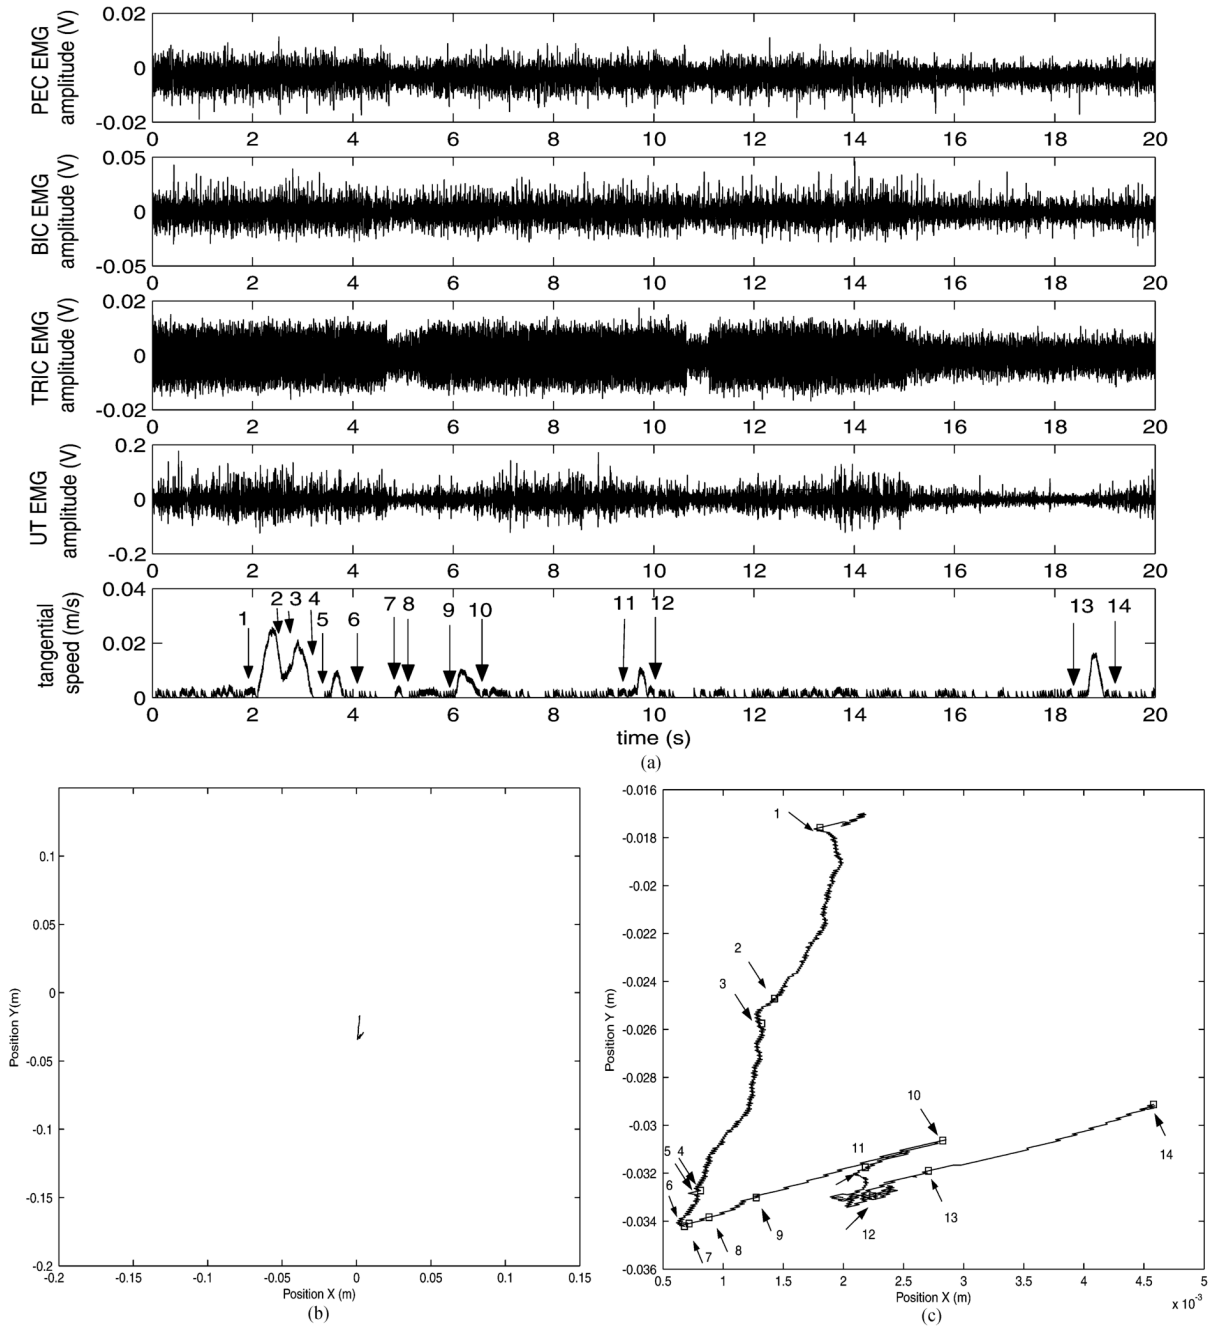 PEC EMG
amplitude (V)
0.02
0
-0.02
0 2 4 6 8 10 12 14 16 18 20
BIC EMG
amplitude (V)
0.05
0
-0.05
0 2 4 6 8 10 12 14 16 18 20
TRIC EMG
amplitude (V)
0.02
0
-0.02
0 2 4 6 8 10 12 14 16 18 20
UT EMG
amplitude (V)
0.2
0
-0.2
0 2 4 6 8 10 12 14 16 18 20
tangential
speed (m/s)
0.04
0.02
0
1 2 3 4 5 6 7 8 9 10 11 12 13 14
0 2 4 6 8 10 12 14 16 18 20
time (s)
(a)
Position Y(m)
0.1
0.05
0
-0.05
-0.1
-0.15
-0.2
-0.2 -0.15 -0.1 -0.05 0 0.05 0.1 0.15
Position X (m)
(b)
Position Y (m)
-0.016
-0.018
-0.02
-0.022
-0.024
-0.026
-0.028
-0.03
-0.032
-0.034
-0.036
1
2
3
10
11
5 4
14
6
13
12
9
8
7
0.5 1 1.5 2 2.5 3 3.5 4 4.5 5
Position X (m)
x 10⁻³
(c)